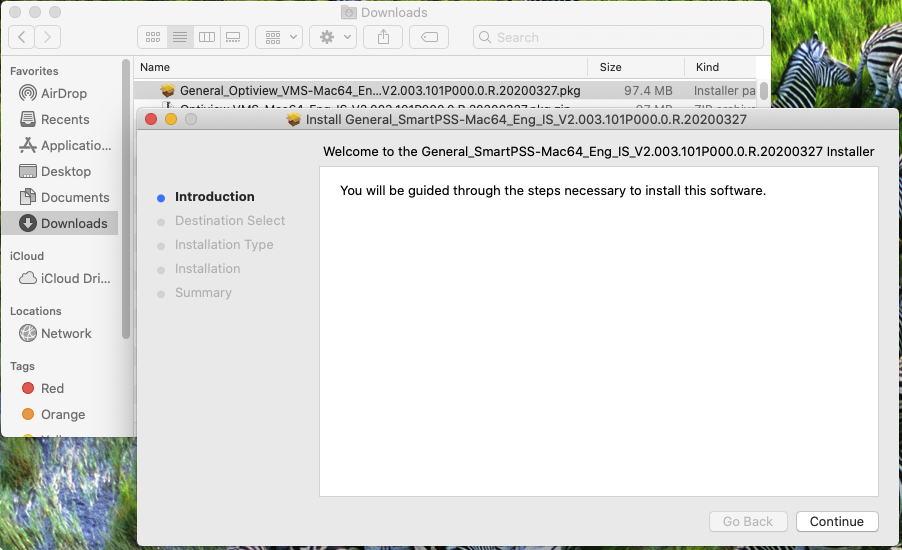 Downloads
Search
Favorites
AirDrop
Recents
Applicatio...
Desktop
Documents
Downloads
iCloud
iCloud Dri...
Locations
Network
Tags
Red
Orange
Name Size Kind
General_Optiview_VMS-Mac64_En...V2.003.101P000.0.R.20200327.pkg 97.4 MB Installer pa
Install General_SmartPSS-Mac64_Eng_IS_V2.003.101P000.0.R.20200327
Welcome to the General_SmartPSS-Mac64_Eng_IS_V2.003.101P000.0.R.20200327 Installer
Introduction
Destination Select
Installation Type
Installation
Summary
You will be guided through the steps necessary to install this software.
Go Back
Continue